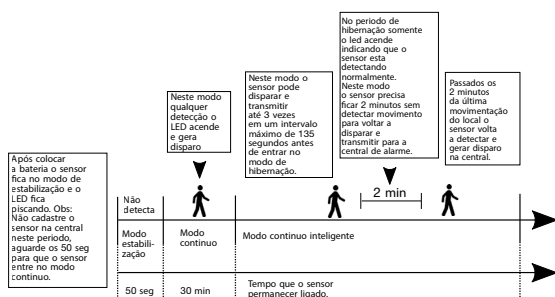 Após colocar
a bateria o sensor
fica no modo de
estabilização e o
LED fica
piscando. Obs:
Não cadastre o
sensor na central
neste período,
aguarde os 50 seg
para que o sensor
entre no modo
continuo.
Neste modo
qualquer
detecção o
LED acende
e gera
disparo
Neste modo o
sensor pode
disparar e
transmitir
até 3 vezes
em um intervalo
máximo de 135
segundos antes
de entrar no
modo de
hibernação.
No periodo de
hibernação somente
o led acende
indicando que o
sensor esta
detectando
normalmente.
Neste modo
o sensor precisa
ficar 2 minutos sem
detectar movimento
para voltar a
disparar e
transmitir para a
central de alarme.
Passados os
2 minutos
da última
movimentação
do local o sensor
volta a detectar e
gerar disparo
na central.
2 min
Não
detecta
Modo
estabili-
zação
Modo
continuo
Modo continuo inteligente
50 seg
30 min
Tempo que o sensor
permanecer ligado.